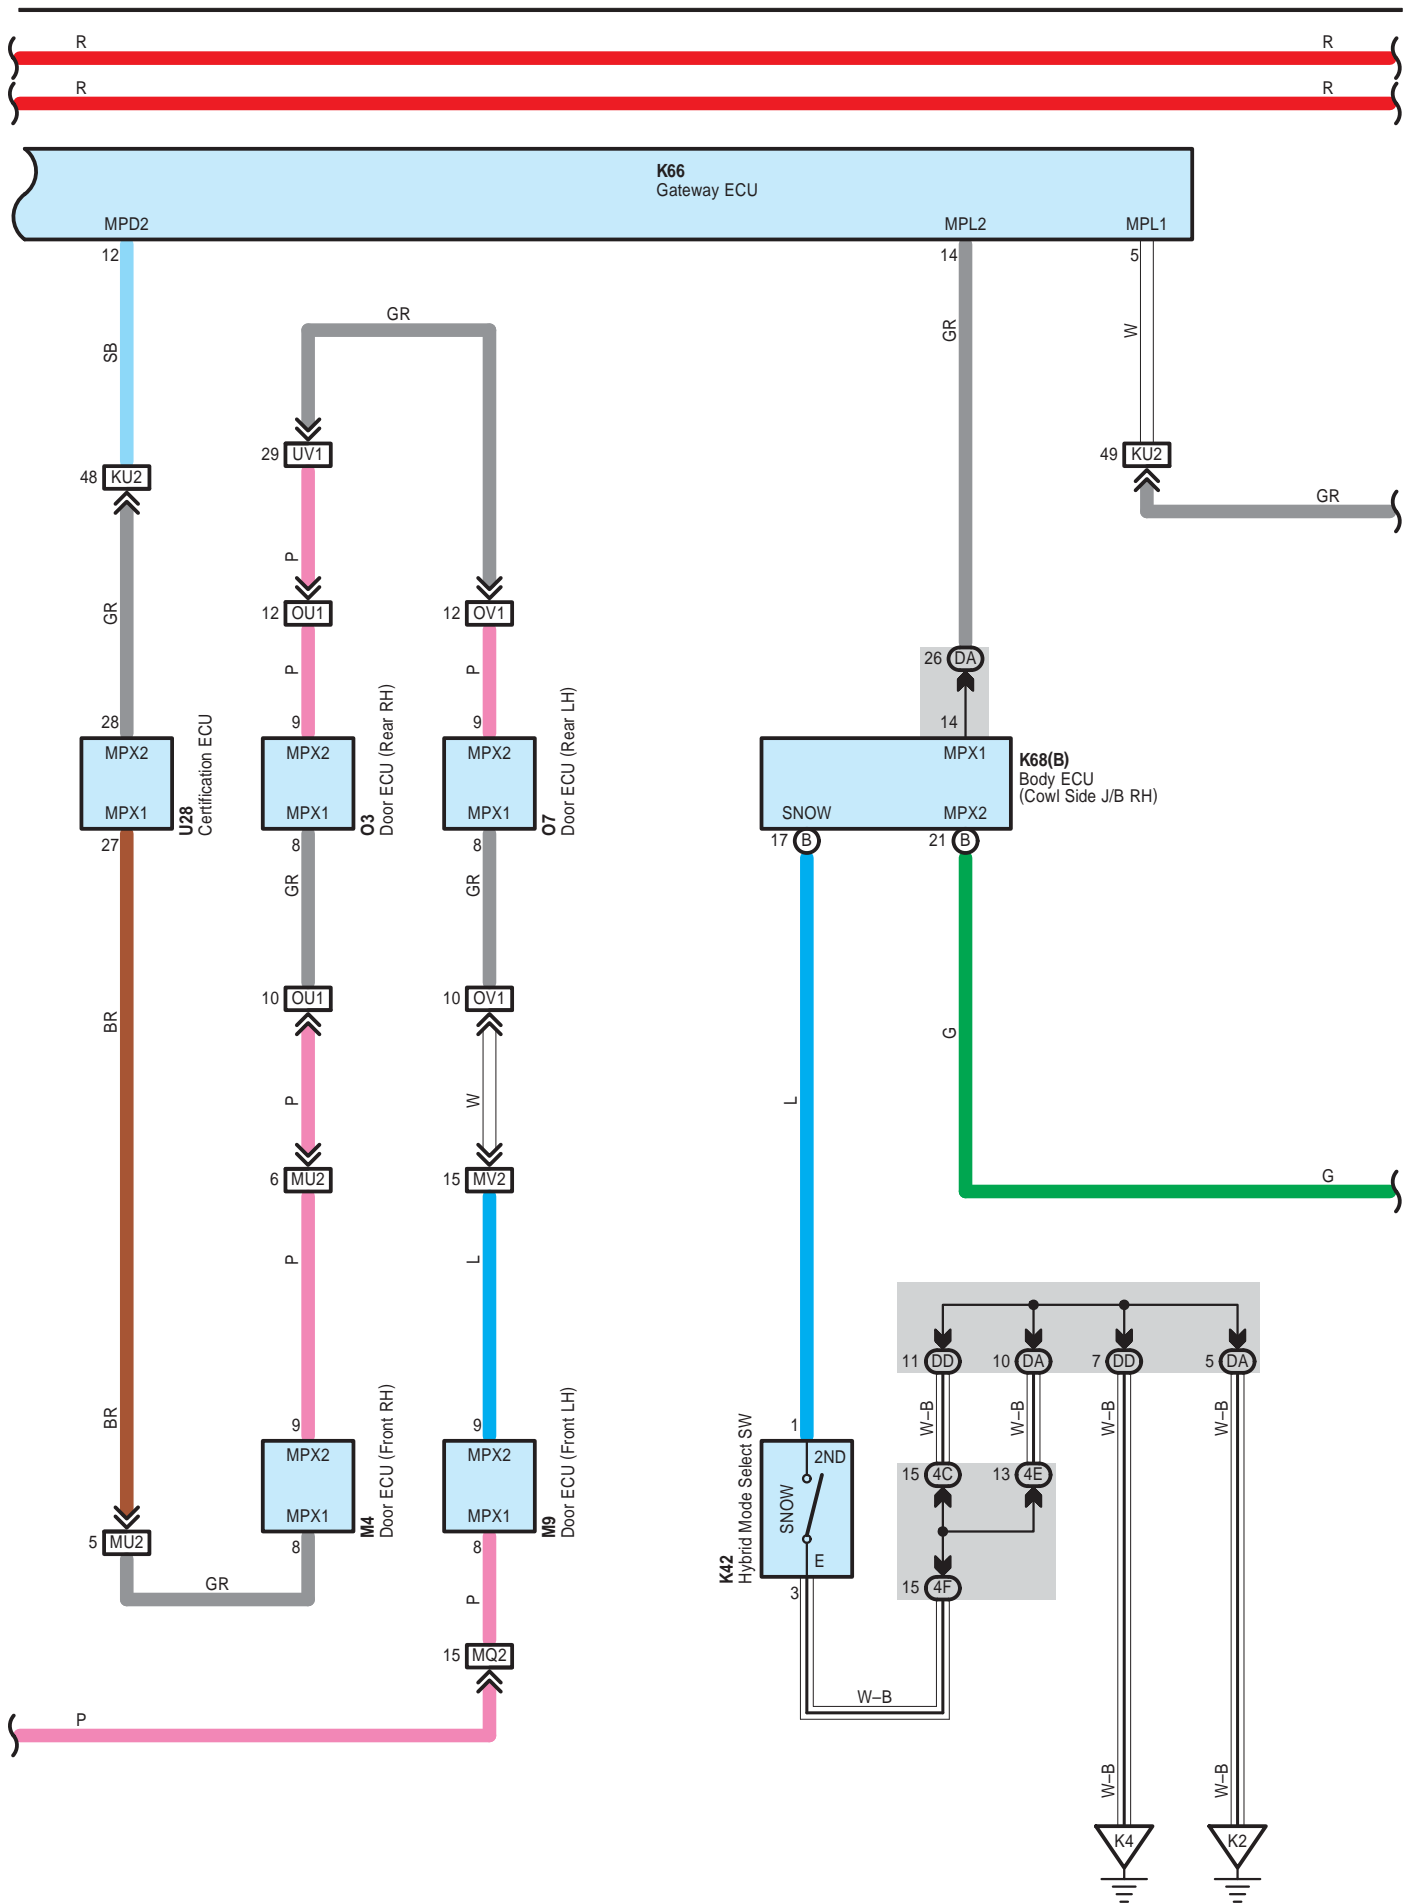 R R
R R
K66
Gateway ECU
MPD2 MPL2 MPL1
12 14 5
GR
SB GR W
29 UV1 49 KU2
48 KU2
GR
P
GR
12 OU1 12 OV1
P P
26 DA
28 9 9 14
MPX2 MPX2 MPX2 MPX1
MPX1 MPX1 MPX1 SNOW MPX2
U28
Certification ECU
O3
Door ECU (Rear RH)
O7
Door ECU (Rear LH)
K68(B)
Body ECU
(Cowl Side J/B RH)
27 8 8 17 B 21 B
GR GR
10 OU1 10 OV1
BR G
P W L
6 MU2 15 MV2
G
P L
11 DD 10 DA 7 DD 5 DA
BR W–B W–B W–B W–B
9 9 1
MPX2 MPX2 2ND
15 4C 13 4E
SNOW
MPX1 MPX1
M4
Door ECU (Front RH)
M9
Door ECU (Front LH)
K42
Hybrid Mode Select SW
5 MU2 8 8 E
GR 3 15 4F
P
15 MQ2
W–B
P
W–B W–B
K4 K2